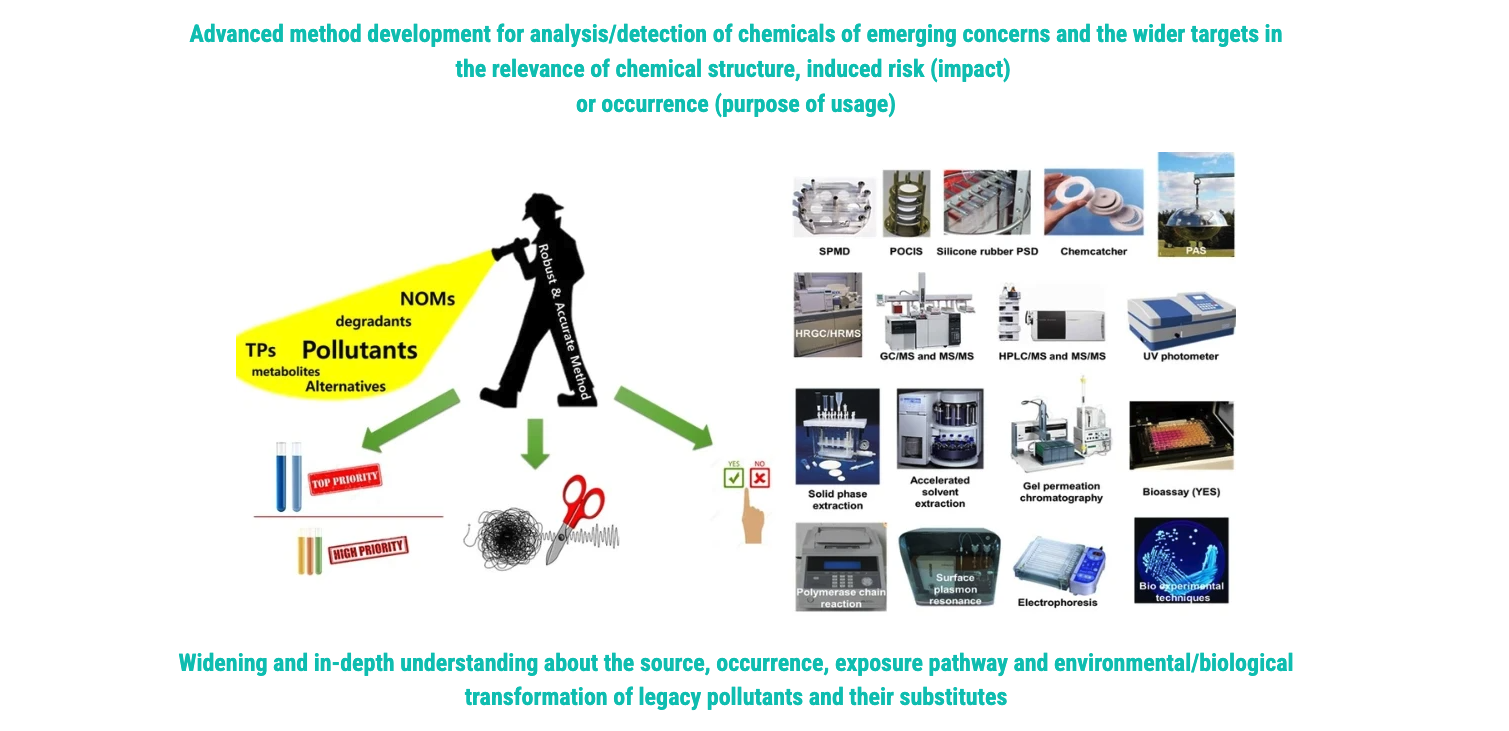 Advanced method development for analysis/detection of chemicals of emerging concerns and the wider targets in
the relevance of chemical structure, induced risk (impact)
or occurrence (purpose of usage)
Robust & Accurate Method
NOMs
degradants
TPs Pollutants
metabolites
Alternatives
TOP PRIORITY
HIGH PRIORITY
YES NO
SPMD POCIS Silicone rubber PSD Chemcatcher PAS
HRGC/HRMS
GC/MS and MS/MS HPLC/MS and MS/MS UV photometer
Solid phase
extraction
Accelerated
solvent
extraction
Gel permeation
chromatography
Bioassay (YES)
Polymerase chain
reaction
Surface
plasmon
resonance
Electrophoresis
Bio experimental
techniques
Widening and in-depth understanding about the source, occurrence, exposure pathway and environmental/biological
transformation of legacy pollutants and their substitutes